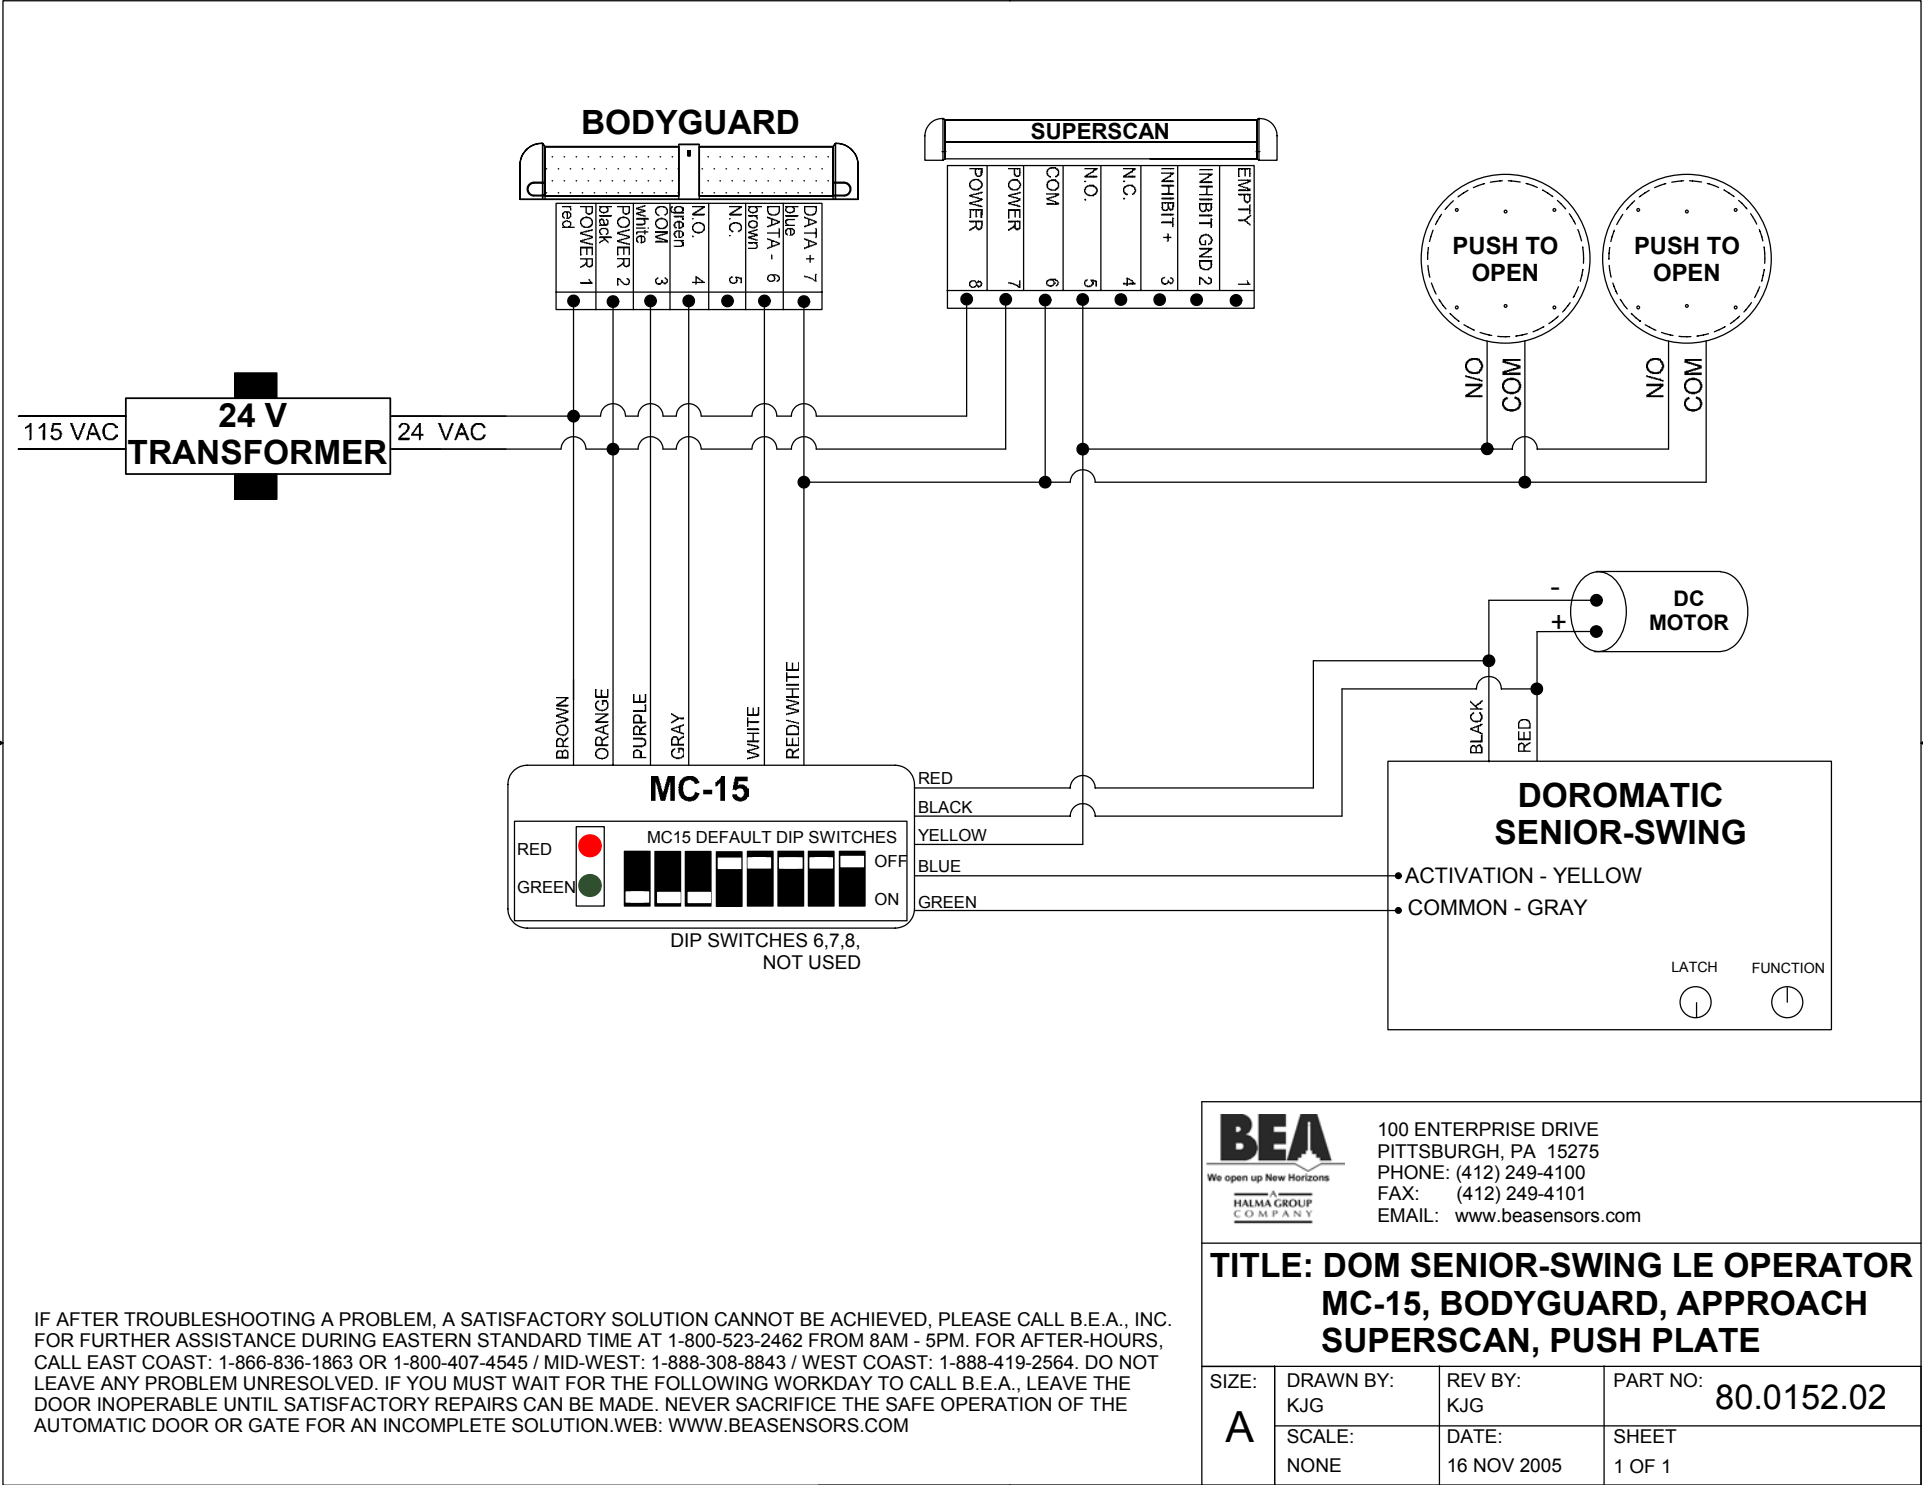 BODYGUARD
SUPERSCAN
POWER 1
red
POWER 2
black
COM 3
white
N.O. 4
green
N.C. 5
DATA - 6
brown
DATA + 7
blue
POWER 8
POWER 7
COM 6
N.O. 5
N.C. 4
INHIBIT + 3
INHIBIT GND 2
EMPTY 1
PUSH TO
OPEN
PUSH TO
OPEN
N/O
COM
N/O
COM
115 VAC
24 V
TRANSFORMER
24 VAC
-
+
DC
MOTOR
BROWN
ORANGE
PURPLE
GRAY
WHITE
RED/ WHITE
BLACK
RED
MC-15
RED
GREEN
MC15 DEFAULT DIP SWITCHES
OFF
ON
DIP SWITCHES 6,7,8,
NOT USED
RED
BLACK
YELLOW
BLUE
GREEN
DOROMATIC
SENIOR-SWING
ACTIVATION - YELLOW
COMMON - GRAY
LATCH
FUNCTION
BEA
We open up New Horizons
A
HALMA GROUP
COMPANY
100 ENTERPRISE DRIVE
PITTSBURGH, PA 15275
PHONE: (412) 249-4100
FAX: (412) 249-4101
EMAIL: www.beasensors.com
TITLE: DOM SENIOR-SWING LE OPERATOR
MC-15, BODYGUARD, APPROACH
SUPERSCAN, PUSH PLATE
SIZE:
A
DRAWN BY:
KJG
REV BY:
KJG
PART NO: 80.0152.02
SCALE:
NONE
DATE:
16 NOV 2005
SHEET
1 OF 1
IF AFTER TROUBLESHOOTING A PROBLEM, A SATISFACTORY SOLUTION CANNOT BE ACHIEVED, PLEASE CALL B.E.A., INC.
FOR FURTHER ASSISTANCE DURING EASTERN STANDARD TIME AT 1-800-523-2462 FROM 8AM - 5PM. FOR AFTER-HOURS,
CALL EAST COAST: 1-866-836-1863 OR 1-800-407-4545 / MID-WEST: 1-888-308-8843 / WEST COAST: 1-888-419-2564. DO NOT
LEAVE ANY PROBLEM UNRESOLVED. IF YOU MUST WAIT FOR THE FOLLOWING WORKDAY TO CALL B.E.A., LEAVE THE
DOOR INOPERABLE UNTIL SATISFACTORY REPAIRS CAN BE MADE. NEVER SACRIFICE THE SAFE OPERATION OF THE
AUTOMATIC DOOR OR GATE FOR AN INCOMPLETE SOLUTION.WEB: WWW.BEASENSORS.COM